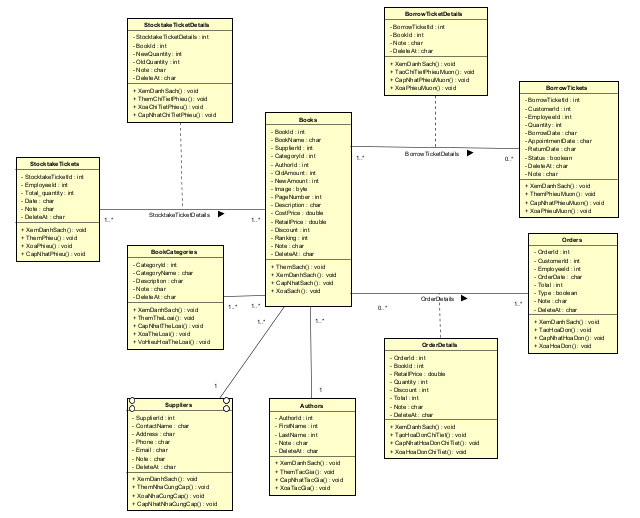 StocktakeTicketDetails
- StocktakeTicketDetails : int
- BookId : int
- NewQuantity : int
- OldQuantity : int
- Note : char
- DeleteAt : char
+ XemDanhSach() : void
+ ThemChiTietPhieu() : void
+ XoaChiTietPhieu() : void
+ CapNhatChiTietPhieu() : void
BorrowTicketDetails
- BorrowTicketId : int
- BookId : int
- Note : char
- DeleteAt : char
+ XemDanhSach() : void
+ TaoChiTietPhieuMuon() : void
+ CapNhatPhieuMuon() : void
+ XoaPhieuMuon() : void
BorrowTickets
- BorrowTicketId : int
- CustomerId : int
- EmployeeId : int
- Quantity : int
- BorrowDate : char
- AppointmentDate : char
- ReturnDate : char
- Status : boolean
- DeleteAt : char
- Note : char
+ XemDanhSach() : void
+ ThemPhieuMuon() : void
+ CapNhatPhieuMuon() : void
+ XoaPhieuMuon() : void
Books
- BookId : int
- BookName : char
- SupplierId : int
- CategoryId : int
- AuthorId : int
- OldAmount : int
- NewAmount : int
- Image : byte
- PageNumber : int
- Description : char
- CostPrice : double
- RetailPrice : double
- Discount : int
- Ranking : int
- Note : char
- DeleteAt : char
+ ThemSach() : void
+ XemDanhSach() : void
+ CapNhatSach() : void
+ XoaSach() : void
1..*
BorrowTicketDetails
0..*
StocktakeTickets
- StocktakeTicketId : int
- EmployeeId : int
- Total_quantity : int
- Date : char
- Note : char
- DeleteAt : char
+ XemDanhSach() : void
+ ThemPhieu() : void
+ XoaPhieu() : void
+ CapNhatPhieu() : void
1..*
StocktakeTicketDetails
1..*
BookCategories
- CategoryId : int
- CategoryName : char
- Description : char
- Note : char
- DeleteAt : char
+ XemDanhSach() : void
+ ThemTheLoai() : void
+ CapNhatTheLoai() : void
+ XoaTheLoai() : void
+ VoHieuHoaTheLoai() : void
1..*
1..*
Orders
- OrderId : int
- CustomerId : int
- EmployeeId : int
- OrderDate : char
- Total : int
- Type : boolean
- Note : char
- DeleteAt : char
+ XemDanhSach() : void
+ TaoHoaDon() : void
+ CapNhatHoaDon() : void
+ XoaHoaDon() : void
0..*
OrderDetails
1..*
1..*
1..*
OrderDetails
- OrderId : int
- BookId : int
- RetailPrice : double
- Quantity : int
- Discount : int
- Total : int
- Note : char
- DeleteAt : char
+ XemDanhSach() : void
+ TaoHoaDonChiTiet() : void
+ CapNhatHoaDonChiTiet() : void
+ XoaHoaDonChiTiet() : void
1
1
Suppliers
- SupplierId : int
- ContactName : char
- Address : char
- Phone : char
- Email : char
- Note : char
- DeleteAt : char
+ XemDanhSach() : void
+ ThemNhaCungCap() : void
+ XoaNhaCungCap() : void
+ CapNhatNhaCungCap() : void
Authors
- AuthorId : int
- FirstName : int
- LastName : int
- Note : char
- DeleteAt : char
+ XemDanhSach() : void
+ ThemTacGia() : void
+ CapNhatTacGia() : void
+ XoaTacGia() : void